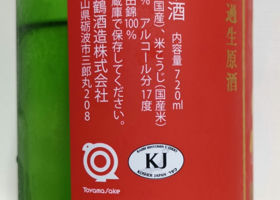 過生原酒
酒
内容量 720ml
国産)、米こうじ(国産米)
% アルコール分17度
田錦100%
蔵庫で保存してください。
鶴酒造株式会社
山県砺波市三郎丸208
Toyama Sake
KJ
KOSHER JAPAN